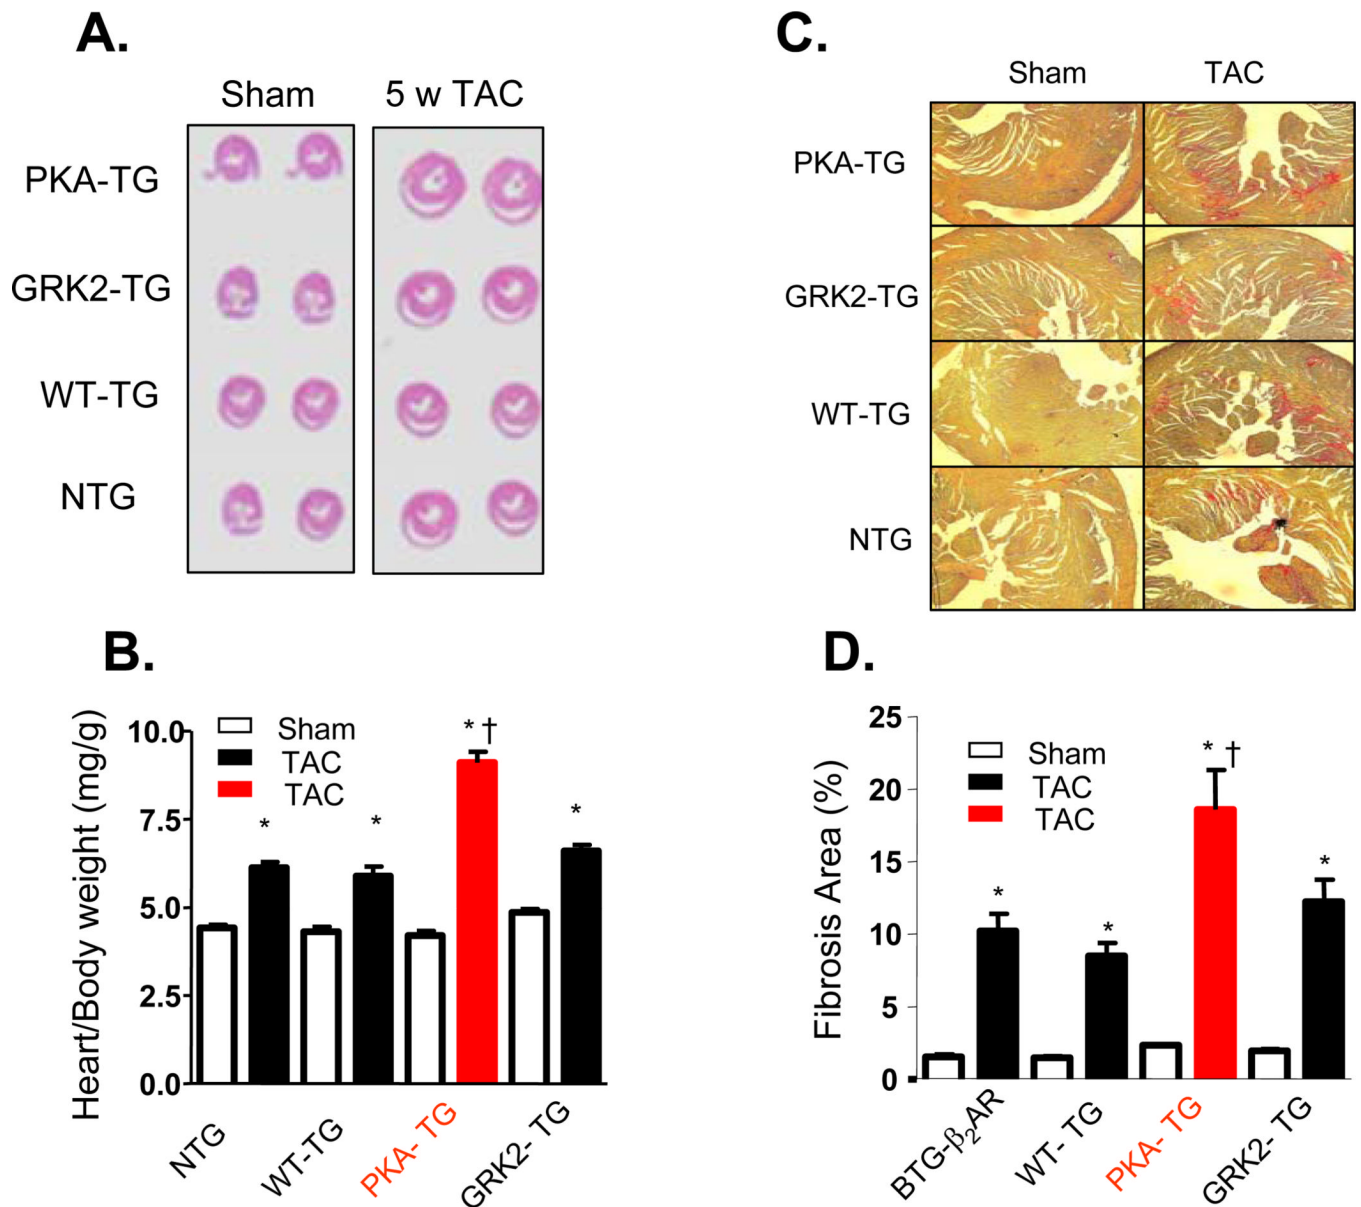 A.
Sham 5 w TAC
PKA-TG
GRK2-TG
WT-TG
NTG
C.
Sham TAC
PKA-TG
GRK2-TG
WT-TG
NTG
B.
Heart/Body weight (mg/g)
10.0
7.5
5.0
2.5
0.0
Sham
TAC
TAC
*
*
* †
*
NTG
WT-TG
PKA- TG
GRK2- TG
D.
Fibrosis Area (%)
25
20
15
10
5
0
Sham
TAC
TAC
*
*
* †
*
BTG-β₂AR
WT- TG
PKA- TG
GRK2- TG